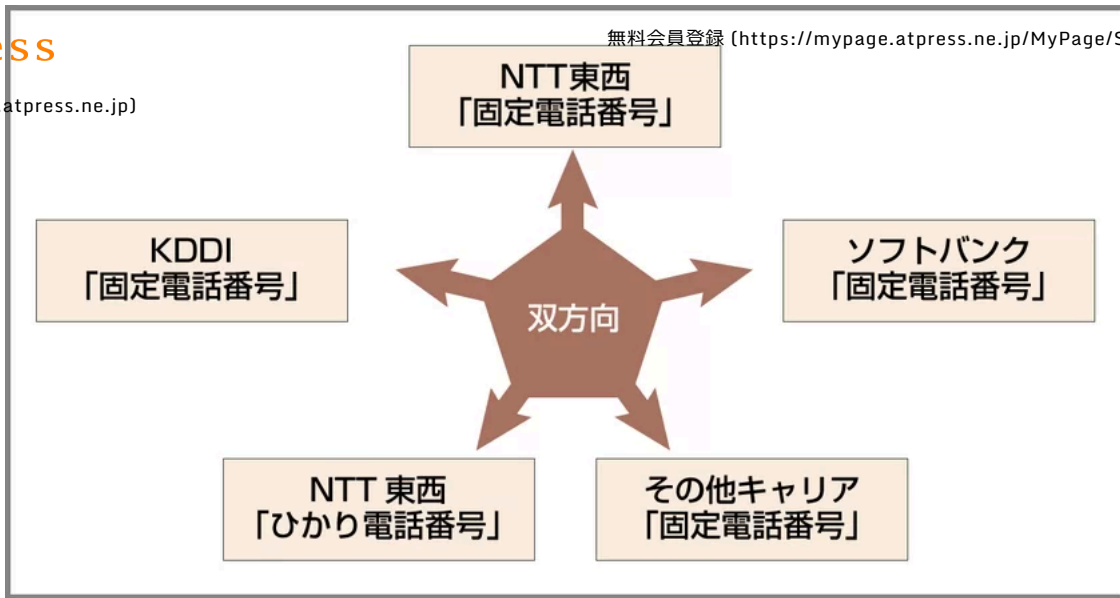 ess
無料会員登録 (https://mypage.atpress.ne.jp/MyPage/S
.atpress.ne.jp)
NTT東西
「固定電話番号」
KDDI
「固定電話番号」
ソフトバンク
「固定電話番号」
双方向
NTT 東西
「ひかり電話番号」
その他キャリア
「固定電話番号」